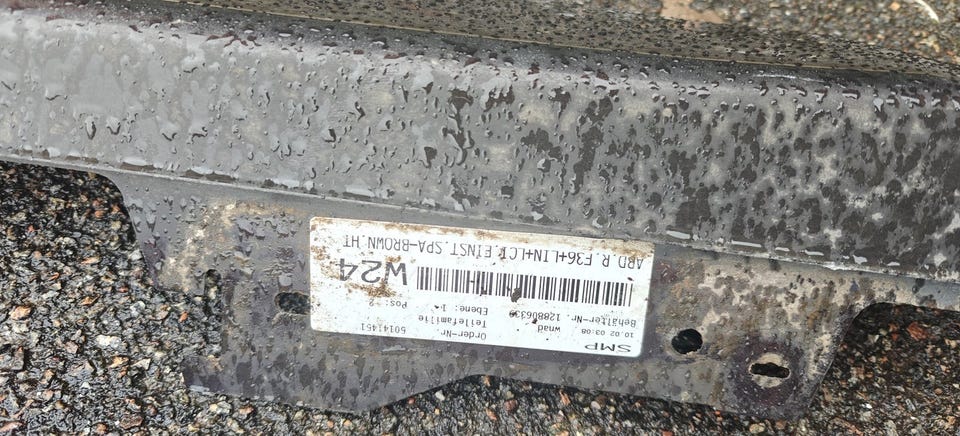 SMP
10.02 03:08 Order-Nr 50141451
Teilefamilie
Behälter-Nr. 128806339 Ebene: 1 Pos: 2
W24
ABD.R.F36+LIN+LCI.EINST.SPA-BROWN.HT